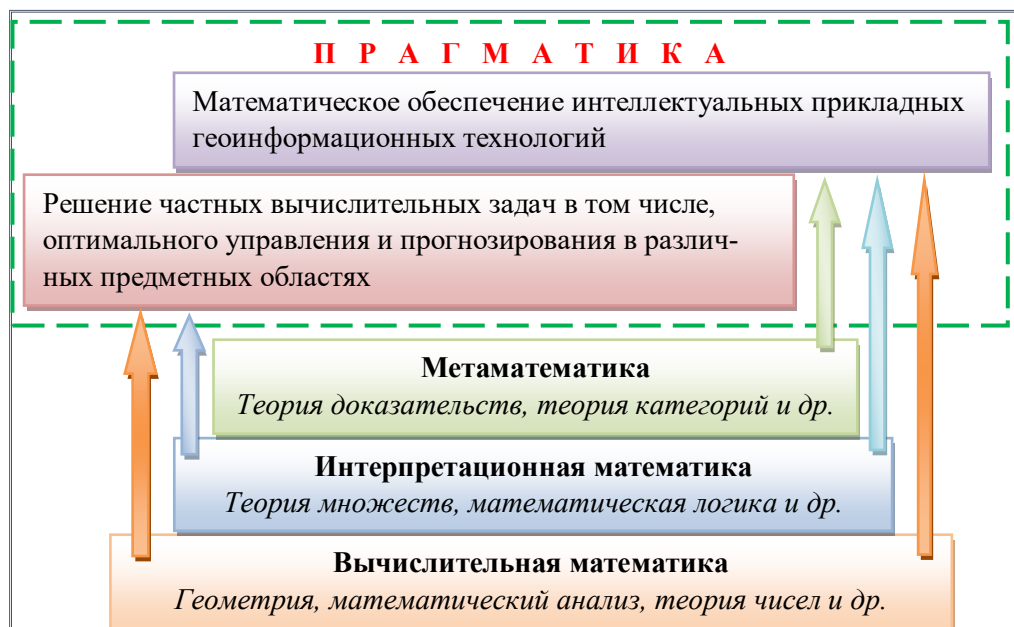 П Р А Г М А Т И К А
Математическое обеспечение интеллектуальных прикладных
геоинформационных технологий
Решение частных вычислительных задач в том числе,
оптимального управления и прогнозирования в различ-
ных предметных областях
Метаматематика
Теория доказательств, теория категорий и др.
Интерпретационная математика
Теория множеств, математическая логика и др.
Вычислительная математика
Геометрия, математический анализ, теория чисел и др.